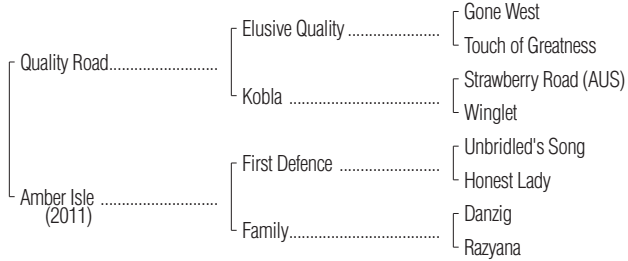 Gone West
Elusive Quality
Touch of Greatness
Quality Road
Strawberry Road (AUS)
Kobla
Winglet
Unbridled's Song
First Defence
Honest Lady
Amber Isle
(2011)
Danzig
Family
Razyana